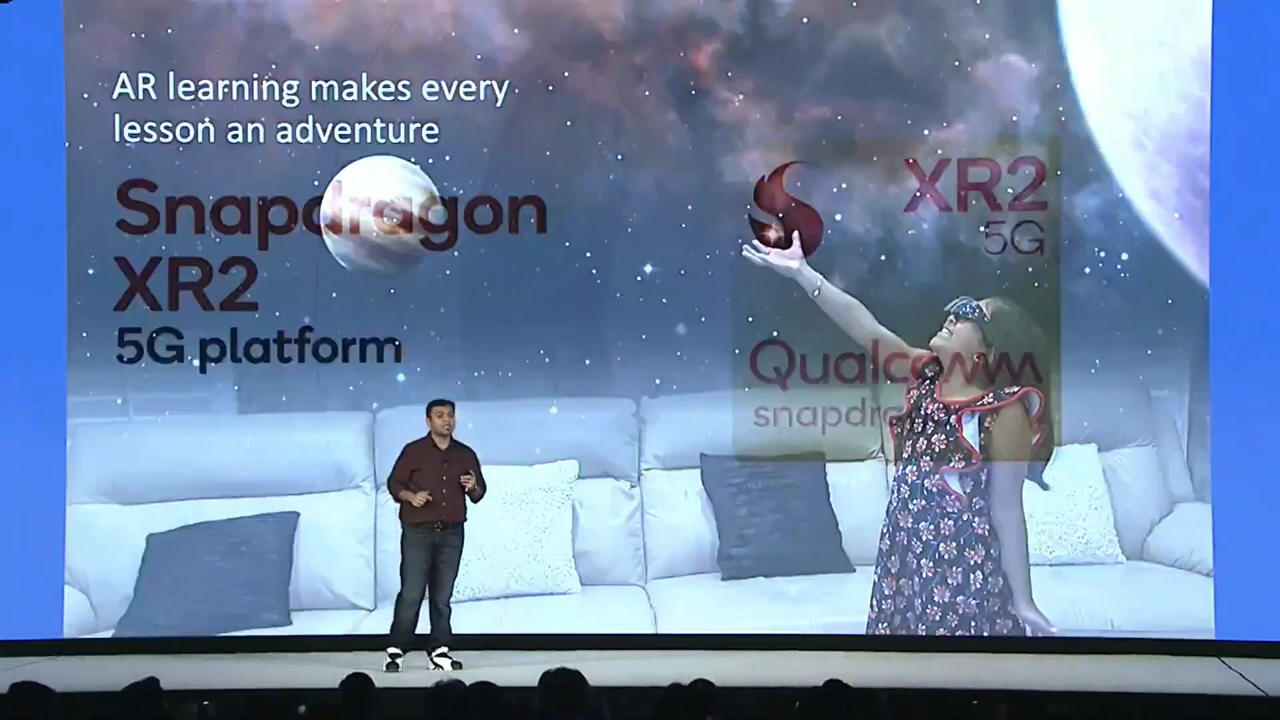 AR learning makes every
lesson an adventure
Snapdragon
XR2
5G platform
XR2
5G
Qualcomm